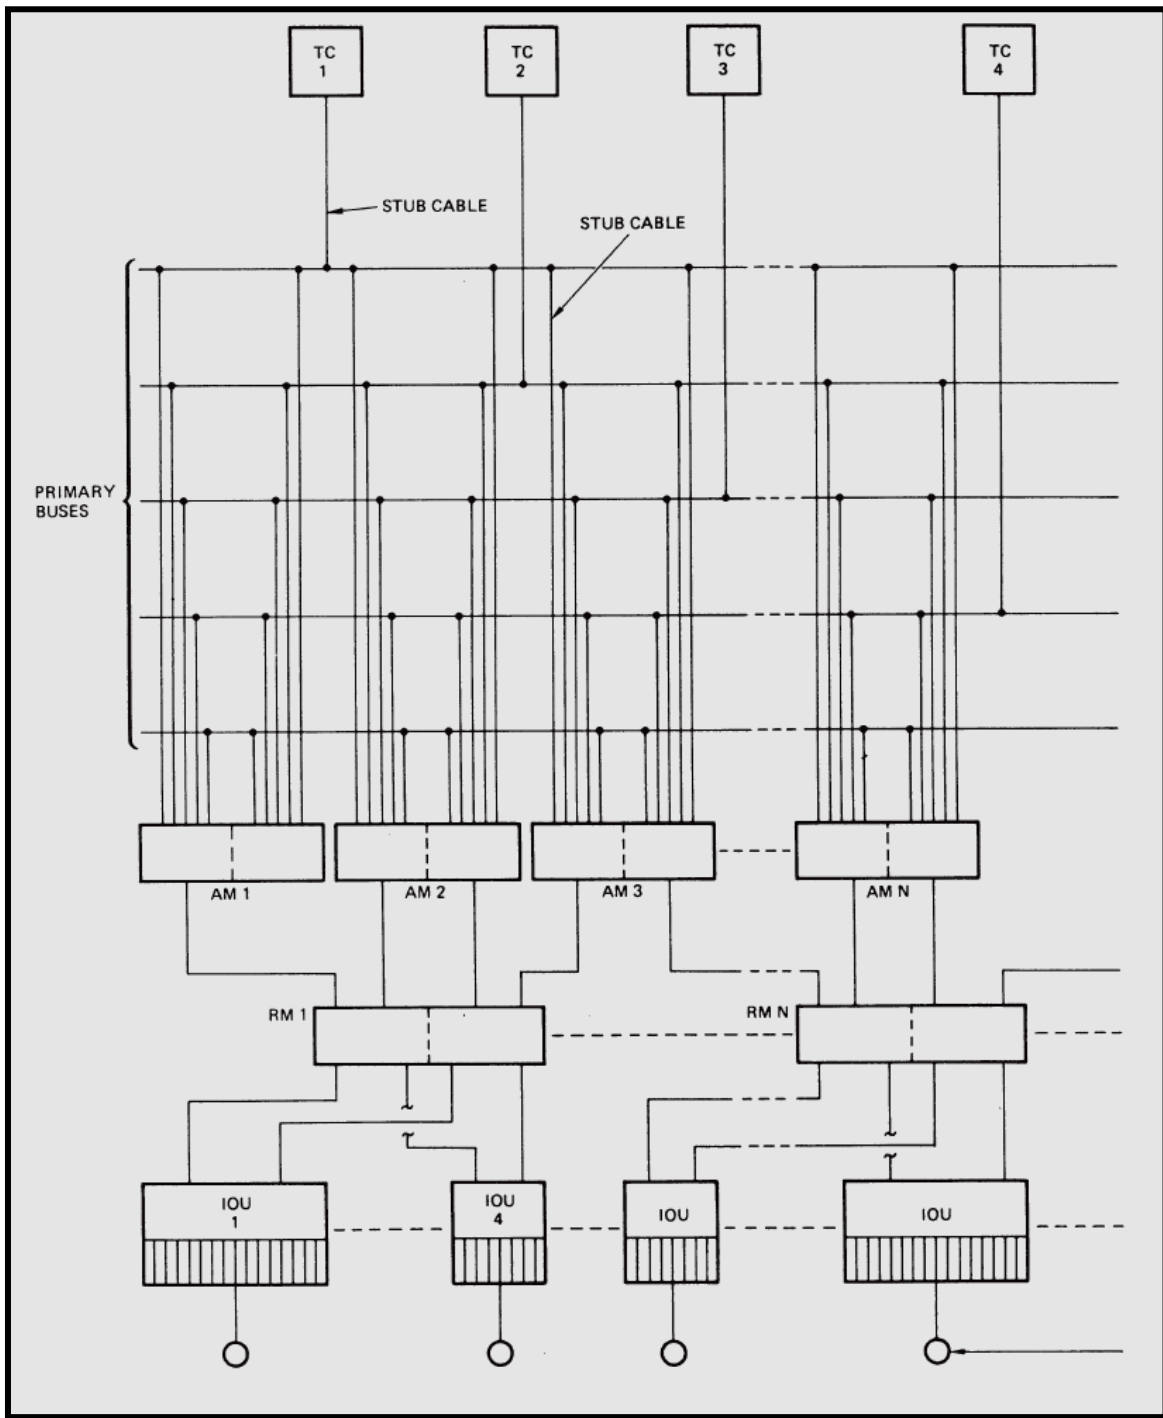 TC
1
TC
2
TC
3
TC
4
STUB CABLE
STUB CABLE
PRIMARY
BUSES
AM 1
AM 2
AM 3
AM N
RM 1
RM N
IOU
1
IOU
4
IOU
IOU